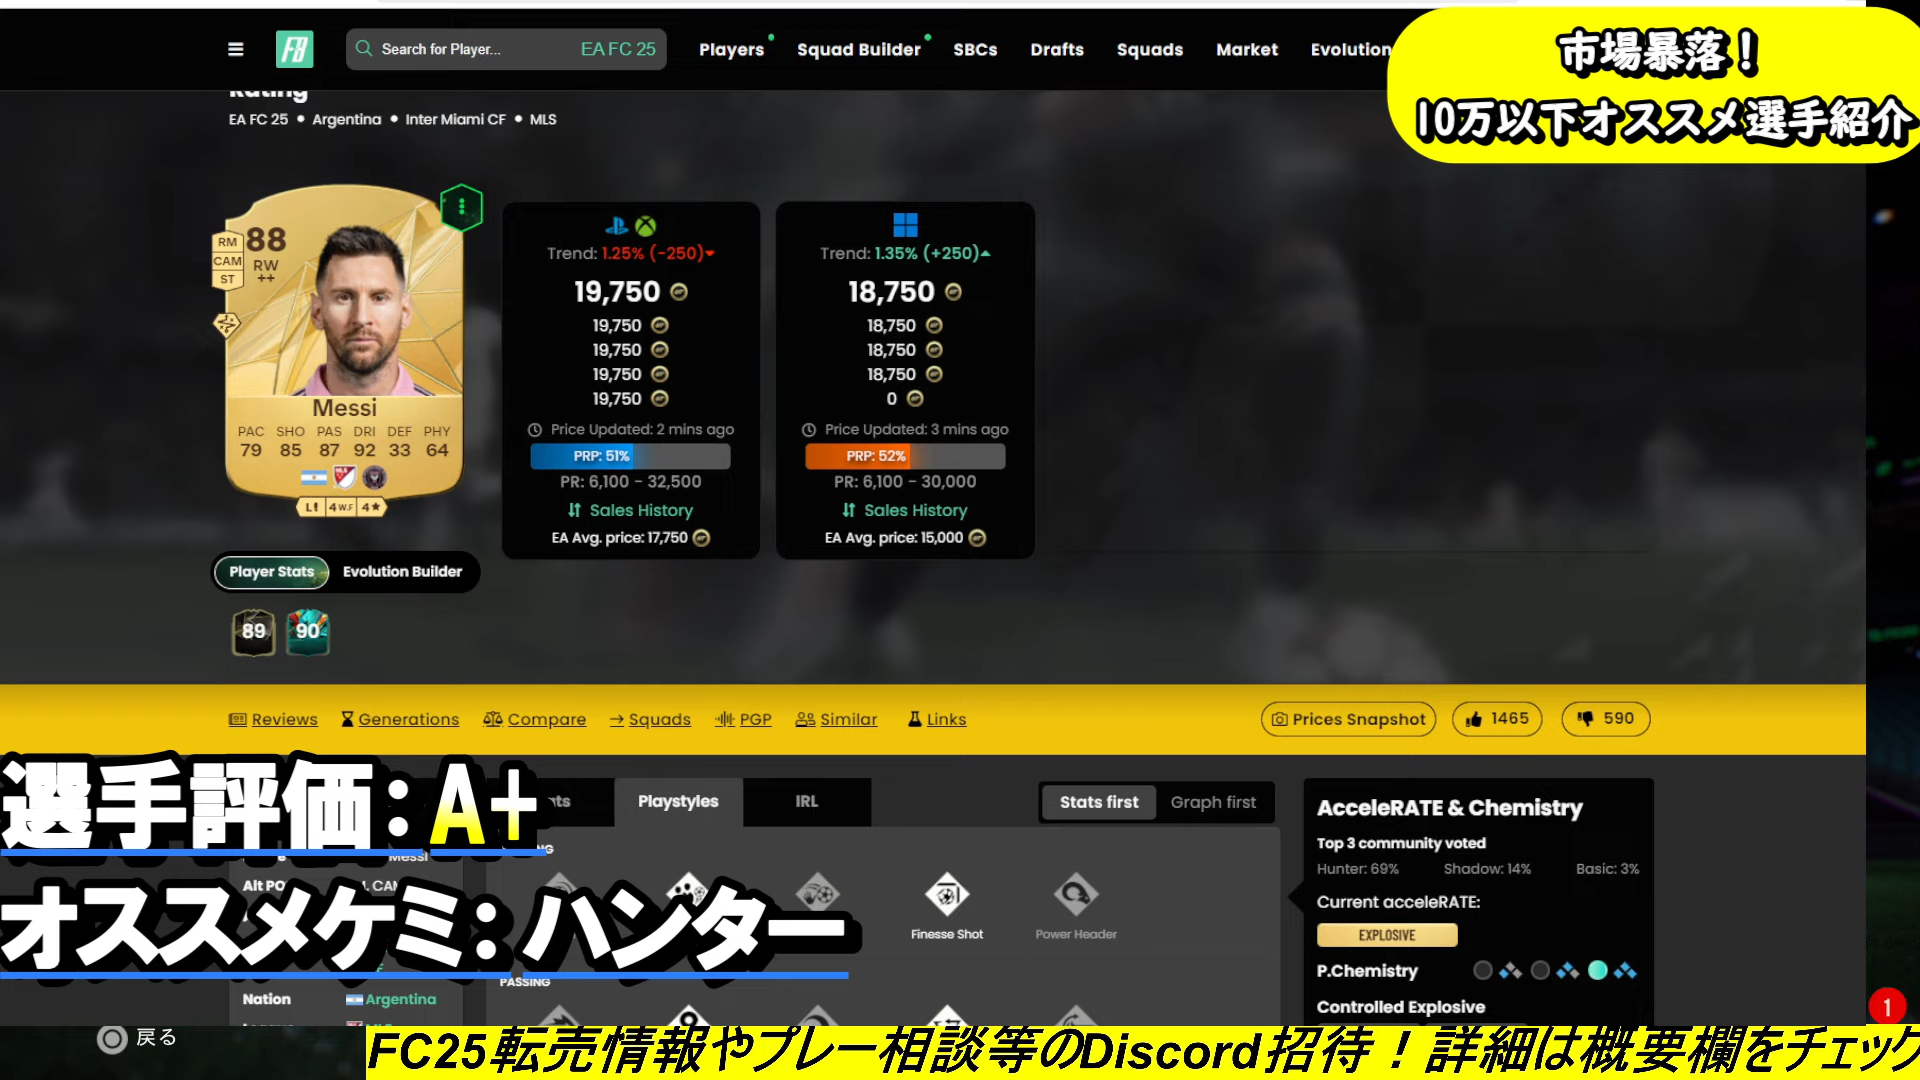 Search for Player... EA FC 25 Players Squad Builder SBCs Drafts Squads Market Evolution
市場暴落！
10万以下オススメ選手紹介
Rating
EA FC 25 • Argentina • Inter Miami CF • MLS
88
RW
++
RM
CAM
ST
Messi
PAC SHO PAS DRI DEF PHY
79 85 87 92 33 64
L 4 W.F 4★
Trend: 1.25% (-250)
19,750
19,750
19,750
19,750
19,750
Price Updated: 2 mins ago
PRP: 51%
PR: 6,100 - 32,500
Sales History
EA Avg. price: 17,750
Trend: 1.35% (+250)
18,750
18,750
18,750
18,750
0
Price Updated: 3 mins ago
PRP: 52%
PR: 6,100 - 30,000
Sales History
EA Avg. price: 15,000
Player Stats Evolution Builder
89 90
Reviews Generations Compare → Squads PGP Similar Links
Prices Snapshot 1465 590
選手評価：A+
オススメケミ：ハンター
Playstyles IRL
Stats first Graph first
Messi
Alt PO
Finesse Shot Power Header
PASSING
Nation Argentina
AcceleRATE & Chemistry
Top 3 community voted
Hunter: 69% Shadow: 14% Basic: 3%
Current acceleRATE:
EXPLOSIVE
P.Chemistry
Controlled Explosive
1
戻る
FC25転売情報やプレー相談等のDiscord招待！詳細は概要欄をチェック